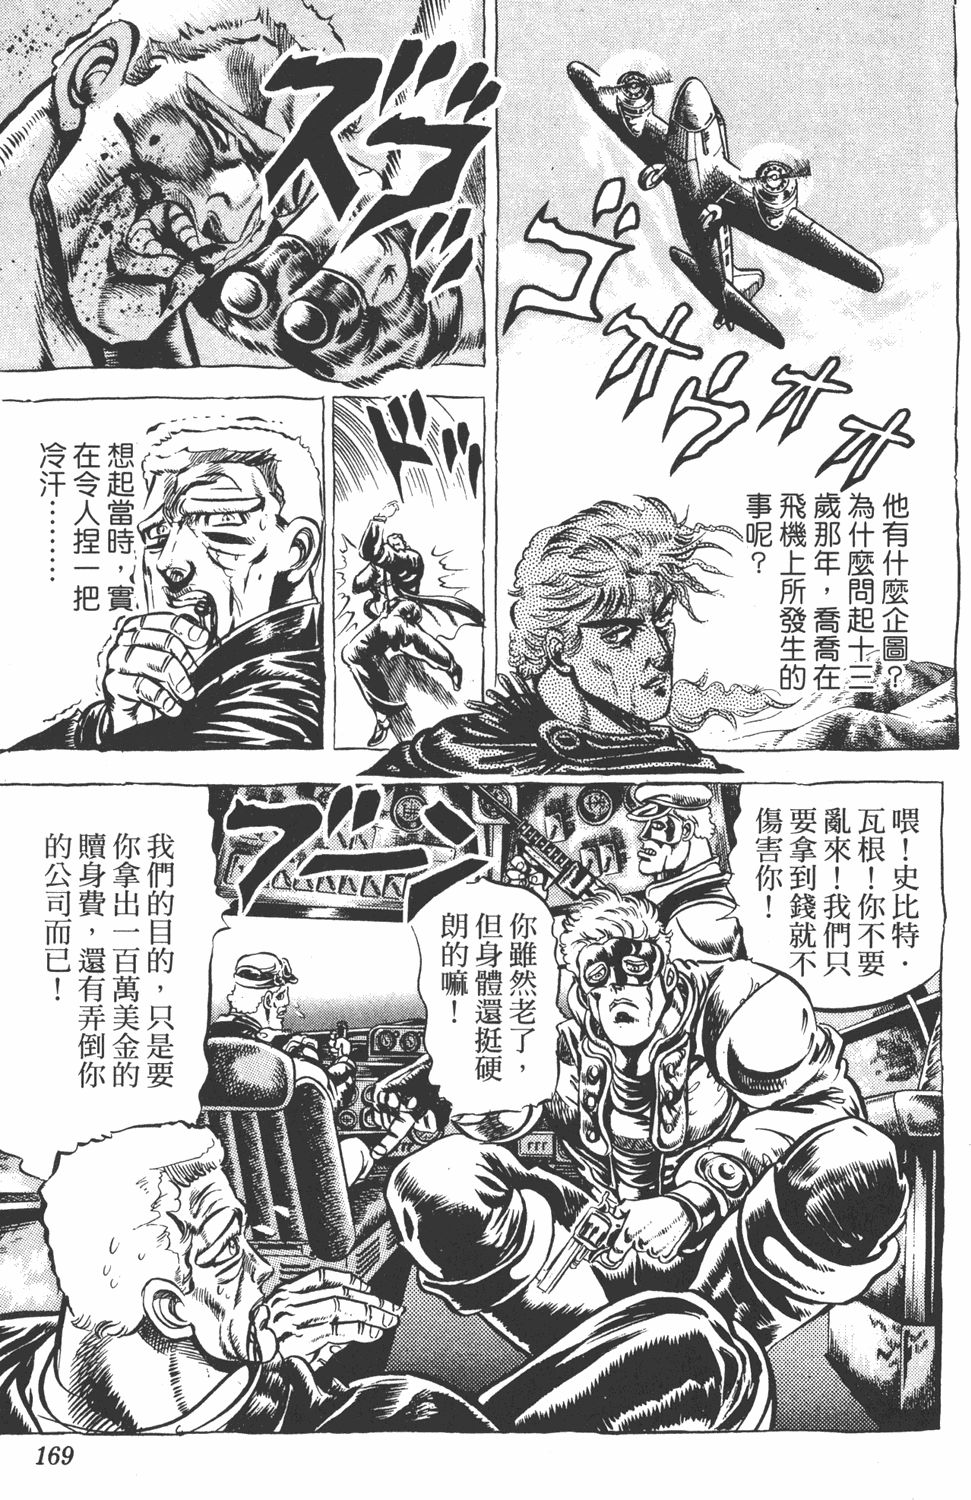 ゴオウオオ
他有什麼企圖?
為什麼問起十三
歲那年，喬喬在
飛機上所發生的
事呢?
ズブブ
ドド
想起當時，實
在令人捏一把
冷汗………
喂!史比特．
瓦根!你不要
亂來!我們只
要拿到錢就不
傷害你!
ブーン
你雖然老了，
但身體還挺硬
朗的嘛!
我們的目的，只是要
你拿出一百萬美金的
贖身費，還有弄倒你
的公司而已!
169